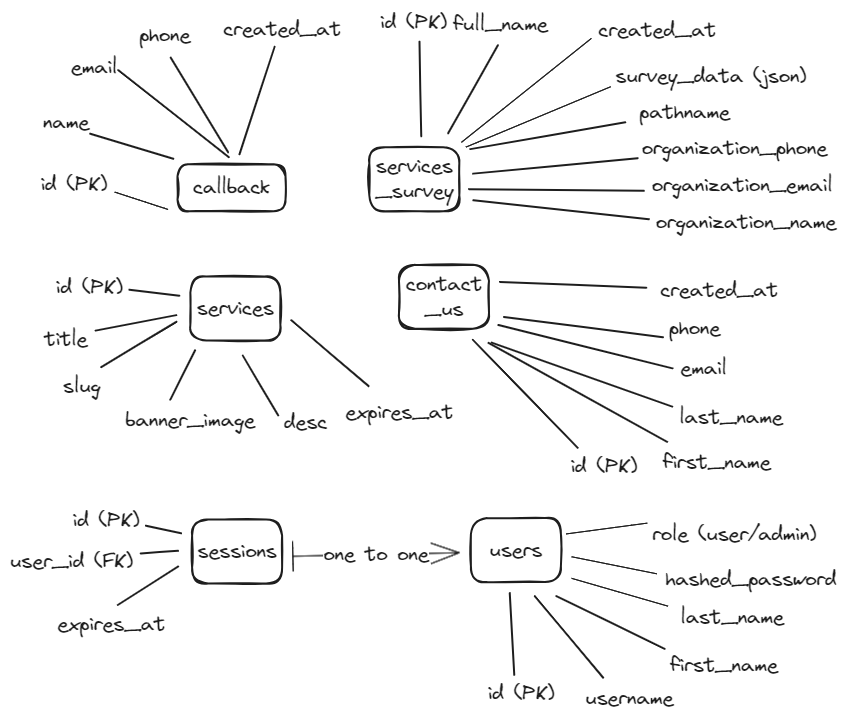 phone
created_at
email
name
id (PK)
callback
id (PK)
full_name
created_at
survey_data (json)
pathname
organization_phone
organization_email
organization_name
services
_survey
id (PK)
title
slug
banner_image
desc
expires_at
services
contact
_us
created_at
phone
email
last_name
first_name
id (PK)
id (PK)
user_id (FK)
expires_at
sessions
one to one
users
role (user/admin)
hashed_password
last_name
first_name
username
id (PK)